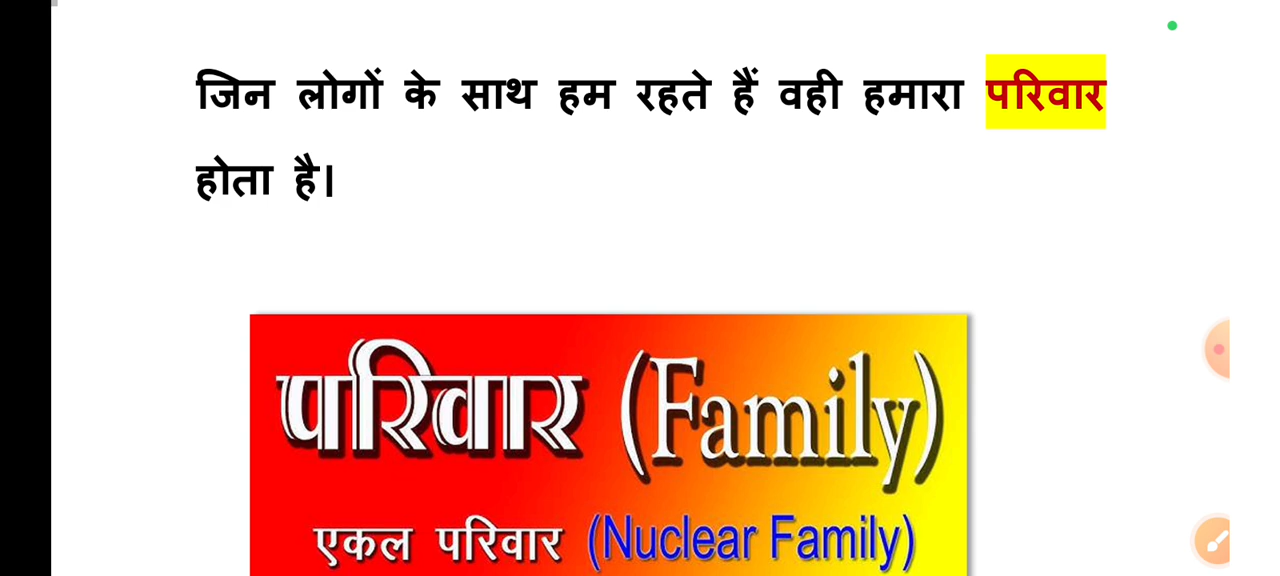 जिन लोगों के साथ हम रहते हैं वही हमारा परिवार
होता है।
परिवार (Family)
एकल परिवार (Nuclear Family)